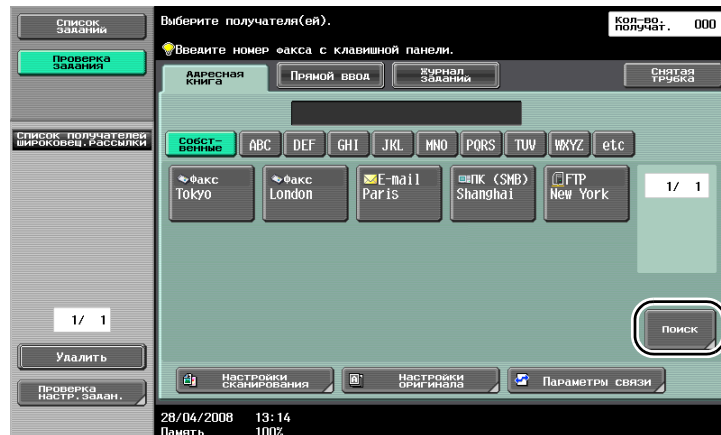 Список
заданий
Проверка
задания
Список получателей
широковещ.рассылки
1/ 1
Удалить
Проверка
настр.задан.
Выберите получателя(ей).
Кол-во.
получат. 000
Введите номер факса с клавишной панели.
Адресная
книга
Прямой ввод
Журнал
заданий
Снятая
трубка
Собст-
венные
ABC
DEF
GHI
JKL
MNO
PQRS
TUV
WXYZ
etc
Факс
Tokyo
Факс
London
E-mail
Paris
ПК (SMB)
Shanghai
FTP
New York
1/ 1
Поиск
Настройки
сканирования
Настройки
оригинала
Параметры связи
28/04/2008 13:14
Память 100%